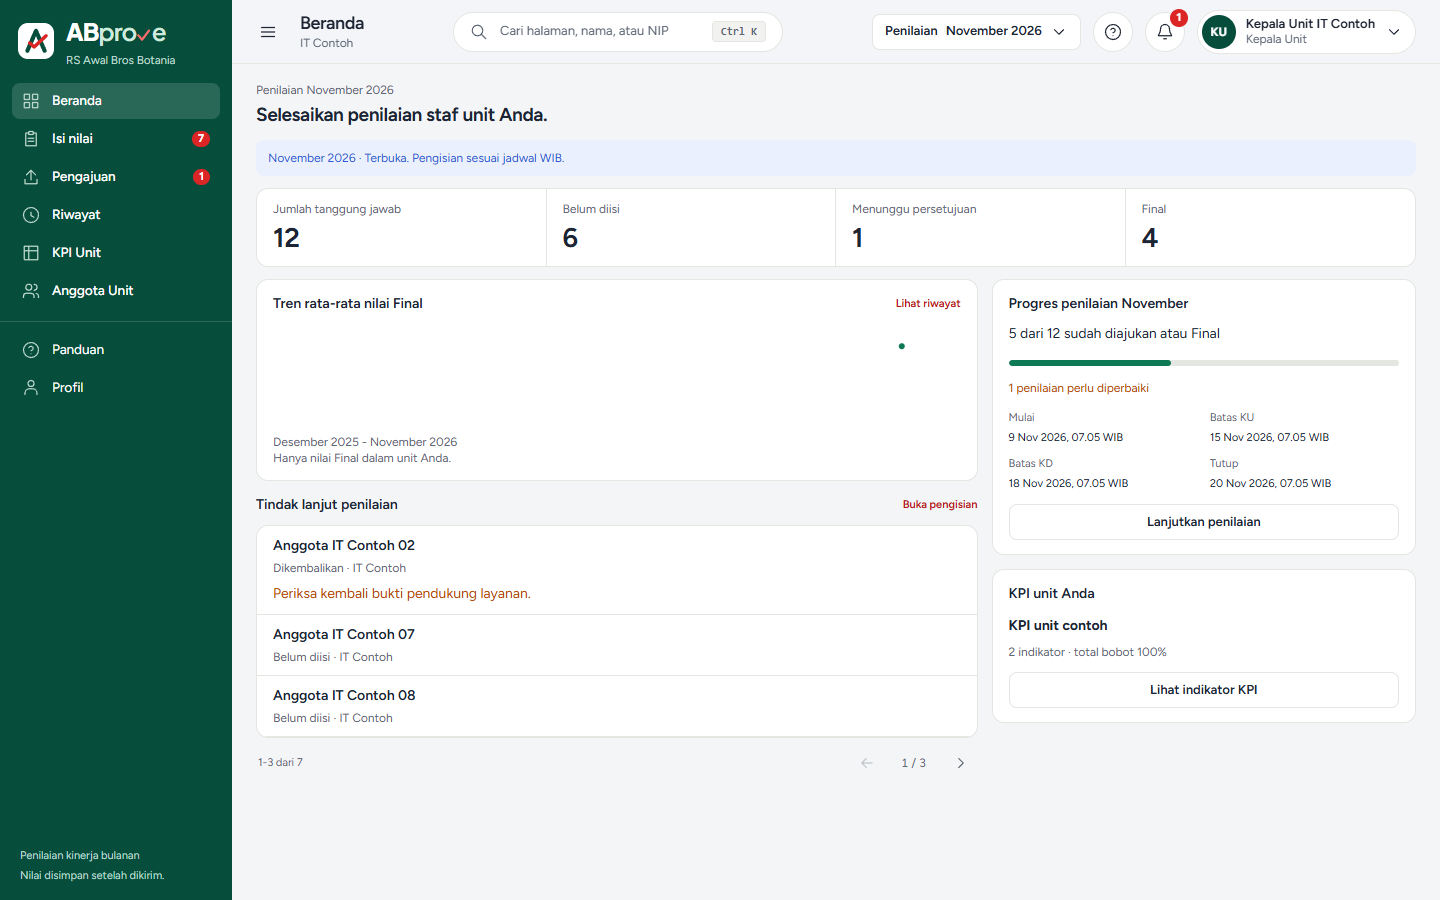 ABprove
RS Awal Bros Botania
Beranda
Isi nilai 7
Pengajuan 1
Riwayat
KPI Unit
Anggota Unit
Panduan
Profil
Penilaian kinerja bulanan
Nilai disimpan setelah dikirim.
Beranda
IT Contoh
Cari halaman, nama, atau NIP Ctrl K
Penilaian November 2026
1
KU
Kepala Unit IT Contoh
Kepala Unit
Penilaian November 2026
Selesaikan penilaian staf unit Anda.
November 2026 · Terbuka. Pengisian sesuai jadwal WIB.
Jumlah tanggung jawab
12
Belum diisi
6
Menunggu persetujuan
1
Final
4
Tren rata-rata nilai Final
Lihat riwayat
Desember 2025 - November 2026
Hanya nilai Final dalam unit Anda.
Tindak lanjut penilaian
Buka pengisian
Anggota IT Contoh 02
Dikembalikan · IT Contoh
Periksa kembali bukti pendukung layanan.
Anggota IT Contoh 07
Belum diisi · IT Contoh
Anggota IT Contoh 08
Belum diisi · IT Contoh
1-3 dari 7
1 / 3
Progres penilaian November
5 dari 12 sudah diajukan atau Final
1 penilaian perlu diperbaiki
Mulai
9 Nov 2026, 07.05 WIB
Batas KU
15 Nov 2026, 07.05 WIB
Batas KD
18 Nov 2026, 07.05 WIB
Tutup
20 Nov 2026, 07.05 WIB
Lanjutkan penilaian
KPI unit Anda
KPI unit contoh
2 indikator · total bobot 100%
Lihat indikator KPI